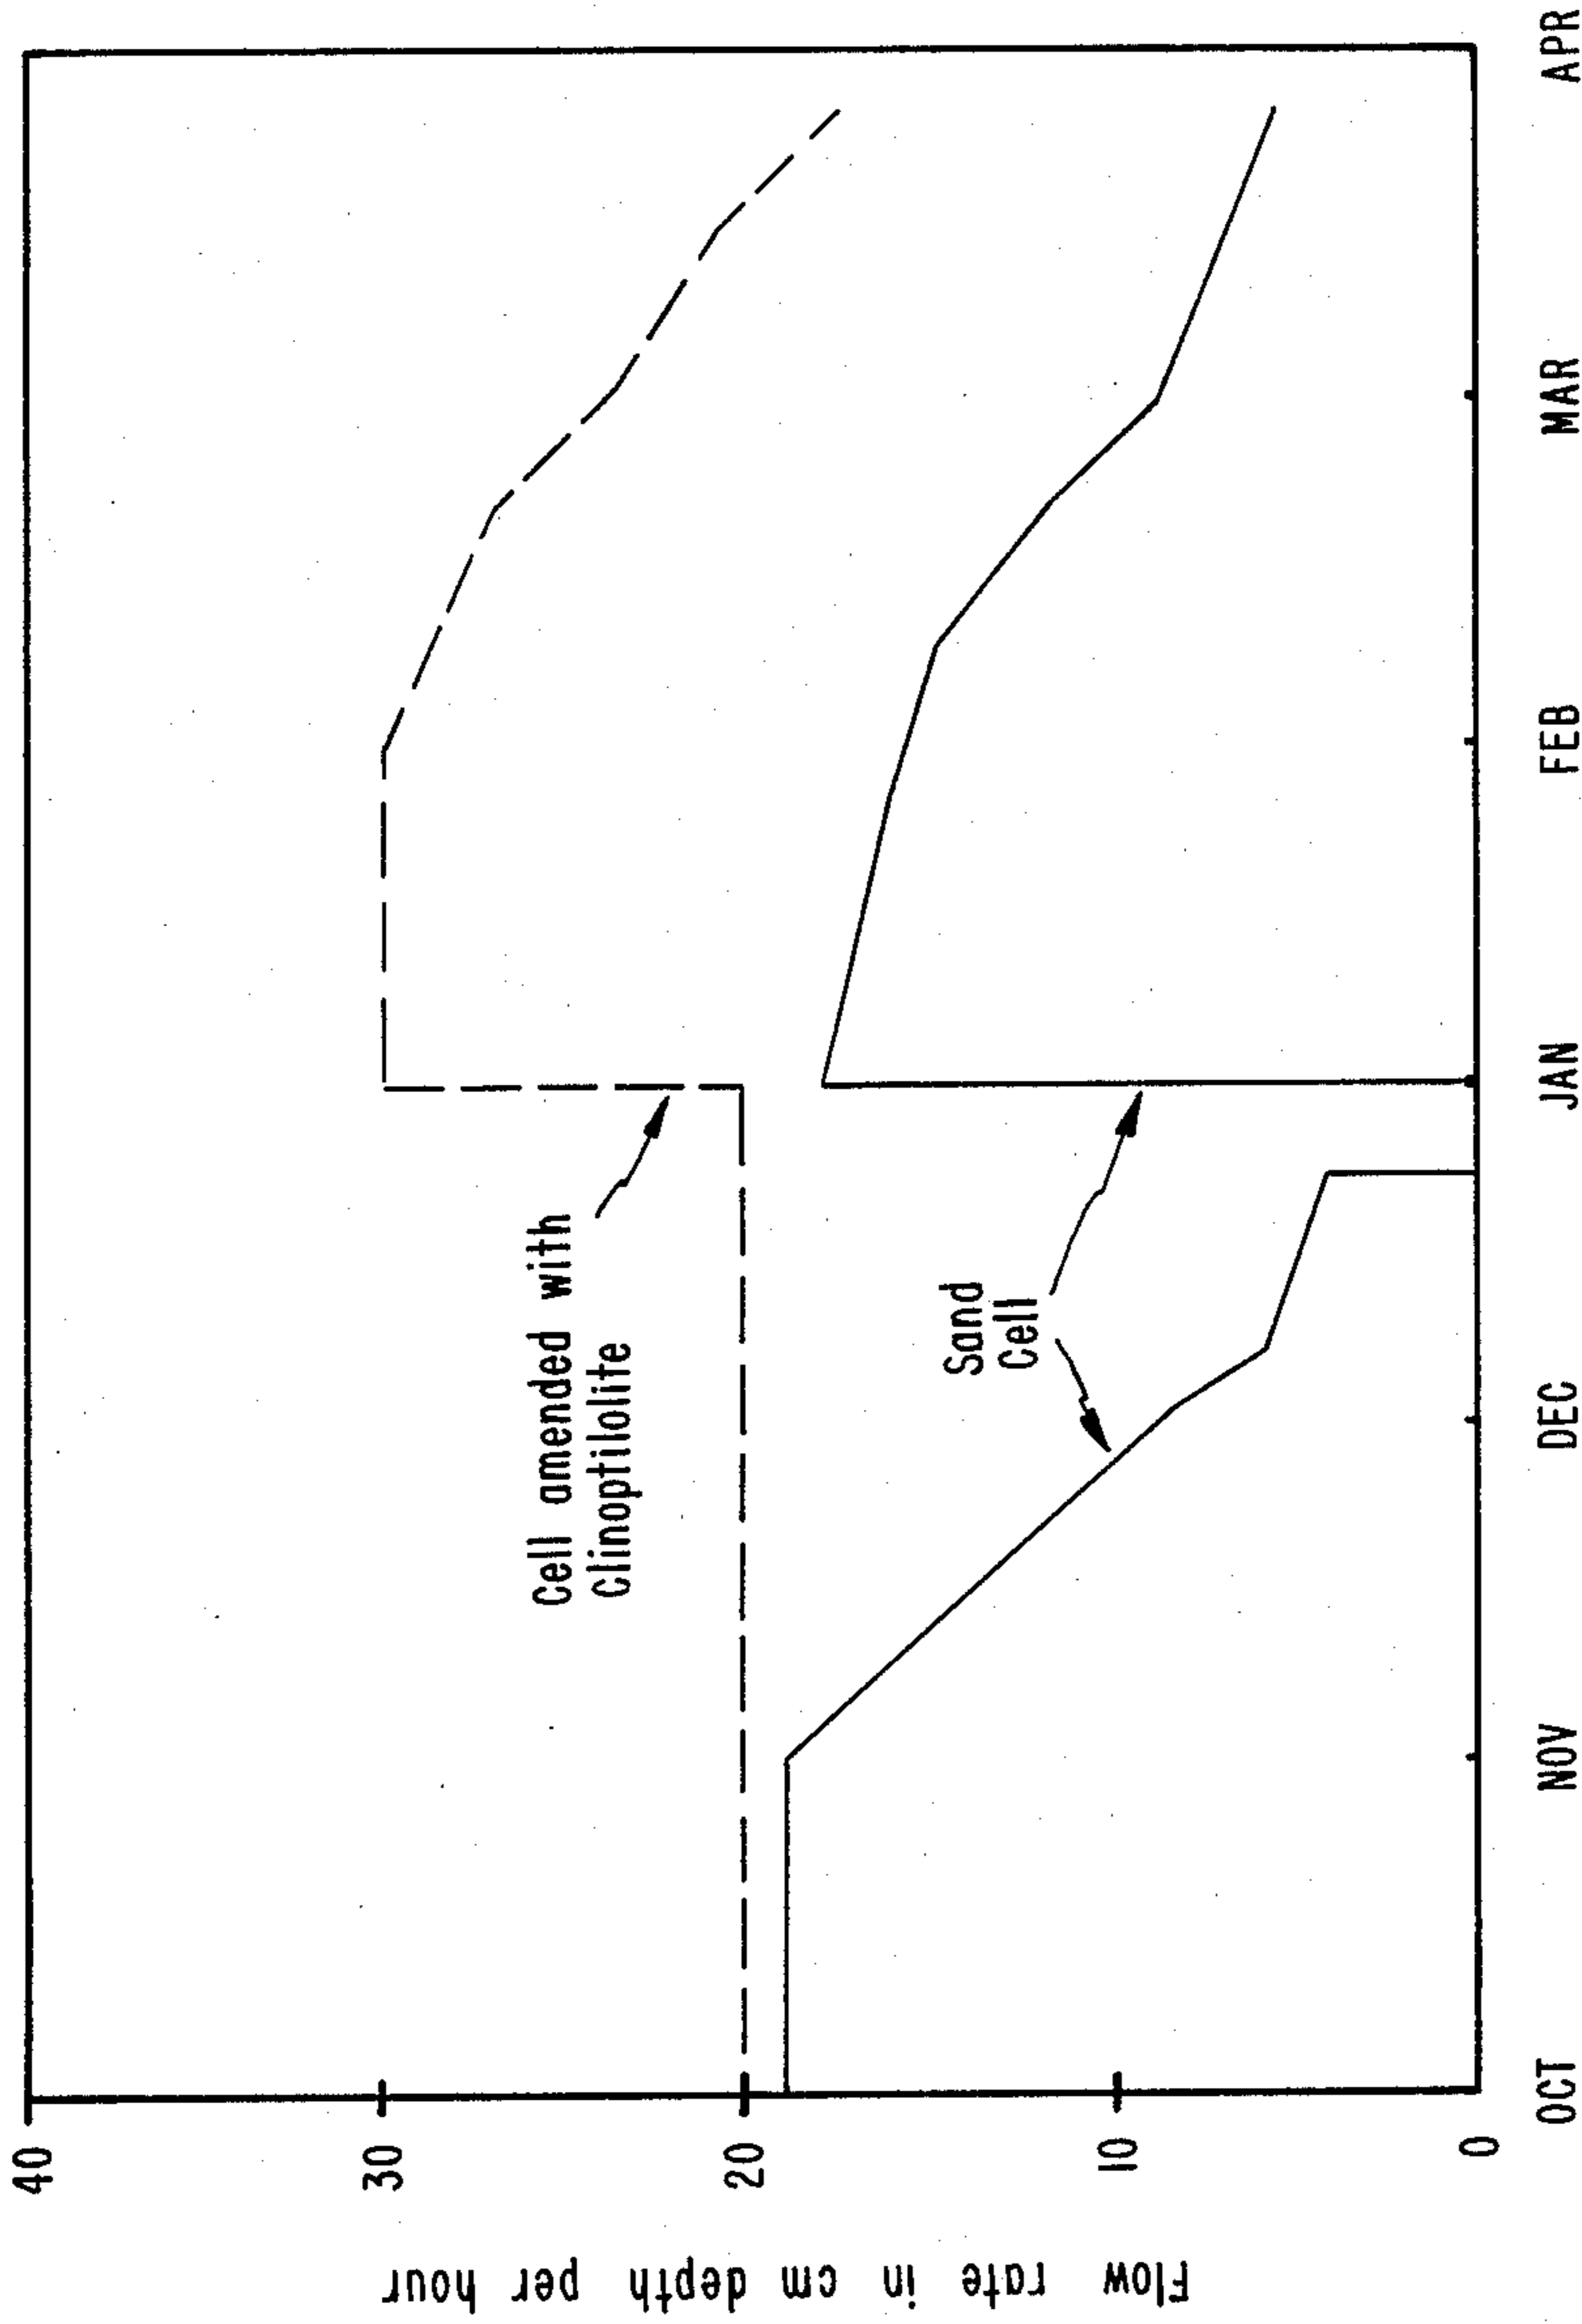 Flow rate in cm depth per hour
40
30
20
10
0
Cell amended with
clinoptilolite
Sand
Cell
OCT NOV DEC JAN FEB MAR APR